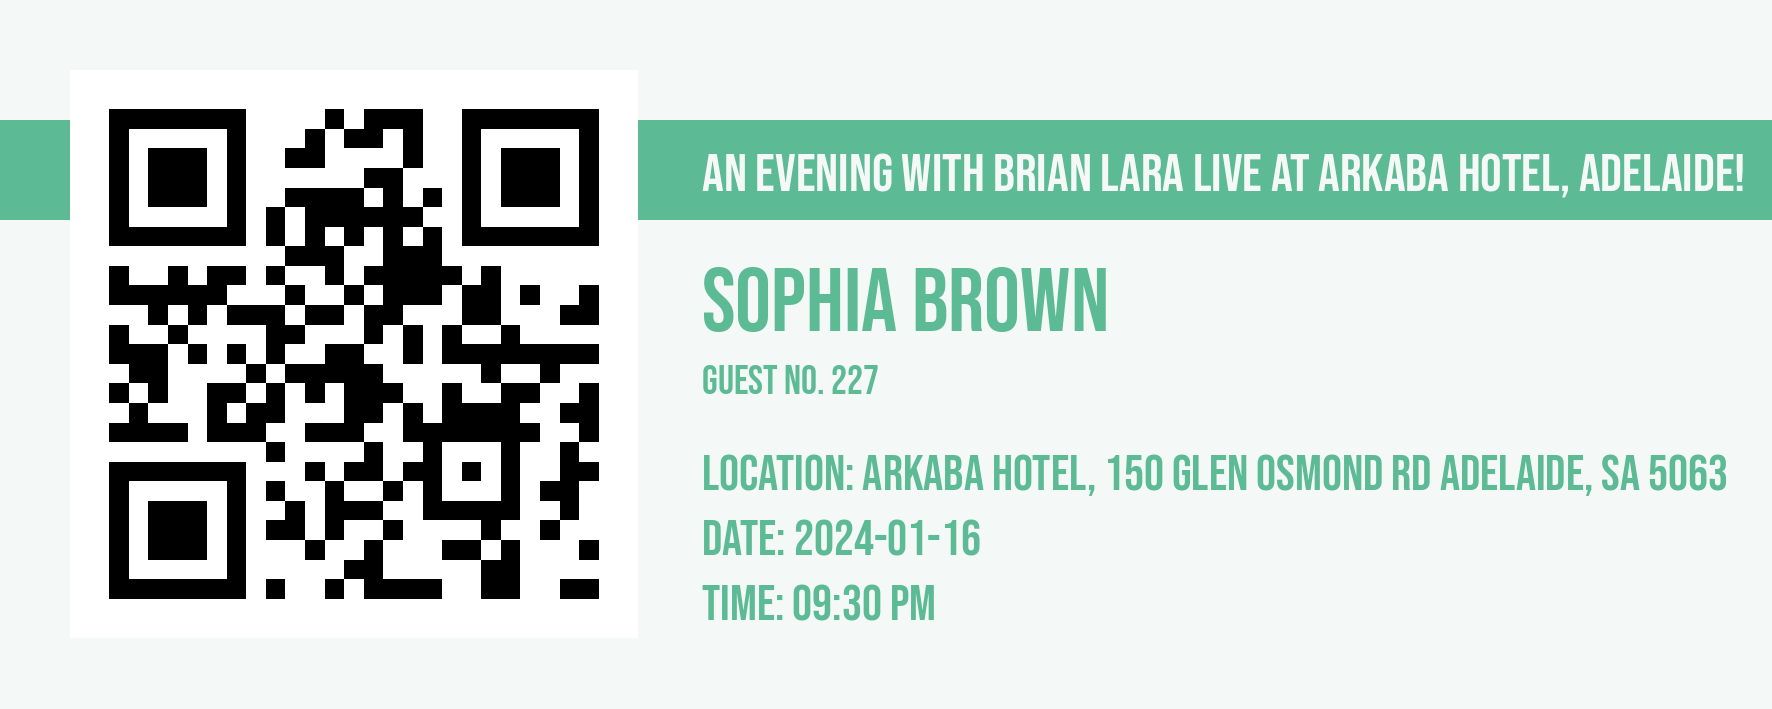 AN EVENING WITH BRIAN LARA LIVE AT ARKABA HOTEL, ADELAIDE!
SOPHIA BROWN
GUEST NO. 227
LOCATION: ARKABA HOTEL, 150 GLEN OSMOND RD ADELAIDE, SA 5063
DATE: 2024-01-16
TIME: 09:30 PM